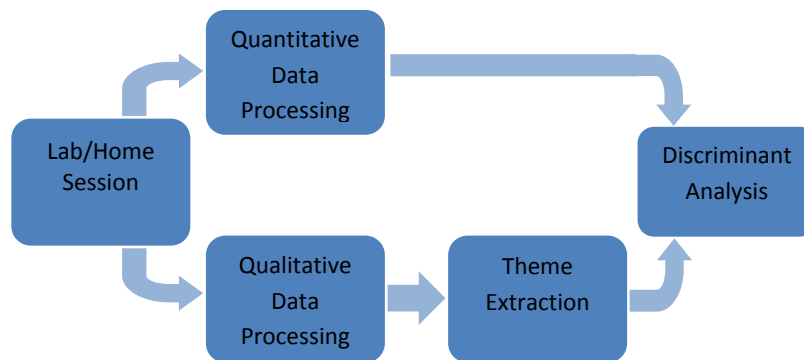 Quantitative
Data
Processing
Lab/Home
Session
Discriminant
Analysis
Qualitative
Data
Processing
Theme
Extraction